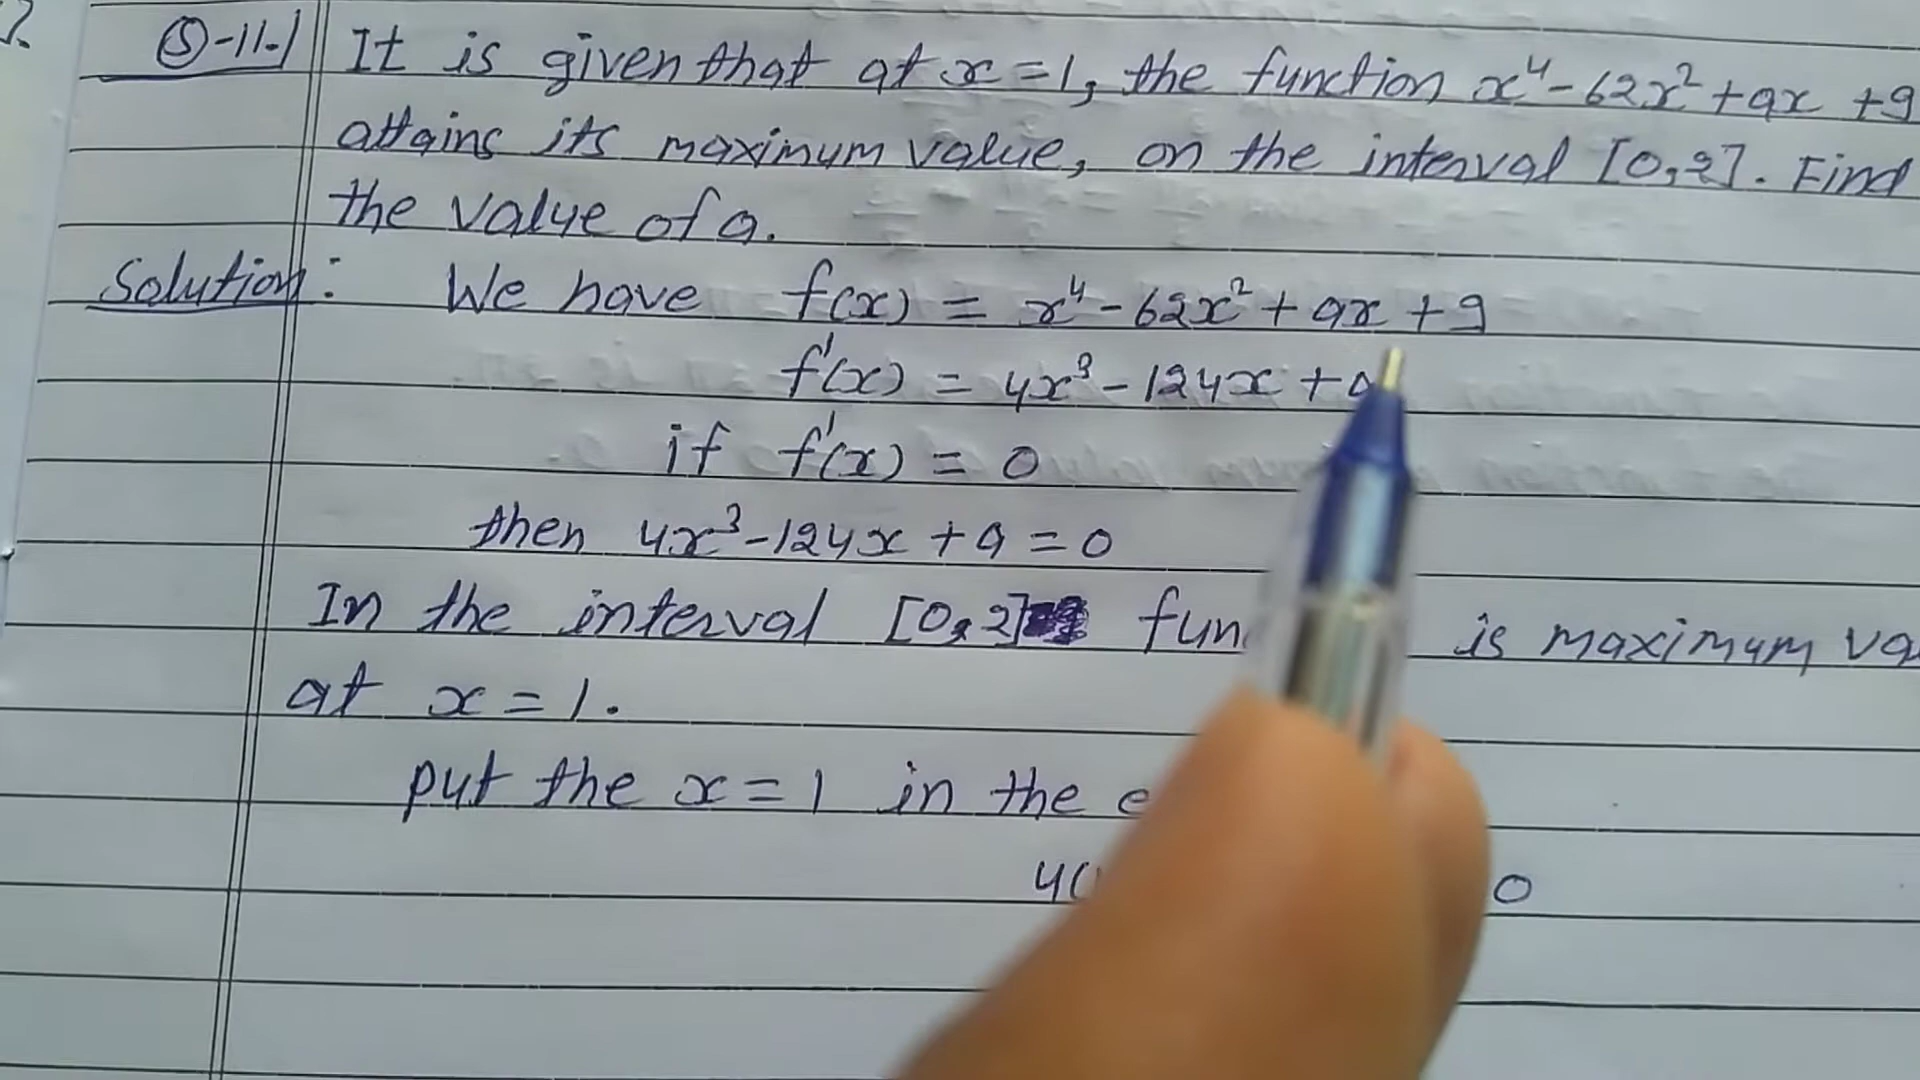 ⑤-11.
It is given that at x = 1, the function x⁴ - 62x² + ax + 9
attains its maximum value, on the interval [0,2]. Find
the value of a.
Solution: We have f(x) = x⁴ - 62x² + ax + 9
f'(x) = 4x³ - 124x + a
if f'(x) = 0
then 4x³ - 124x + a = 0
In the interval [0,2] is maximum
at x = 1.
put the x = 1 in the
4( 0